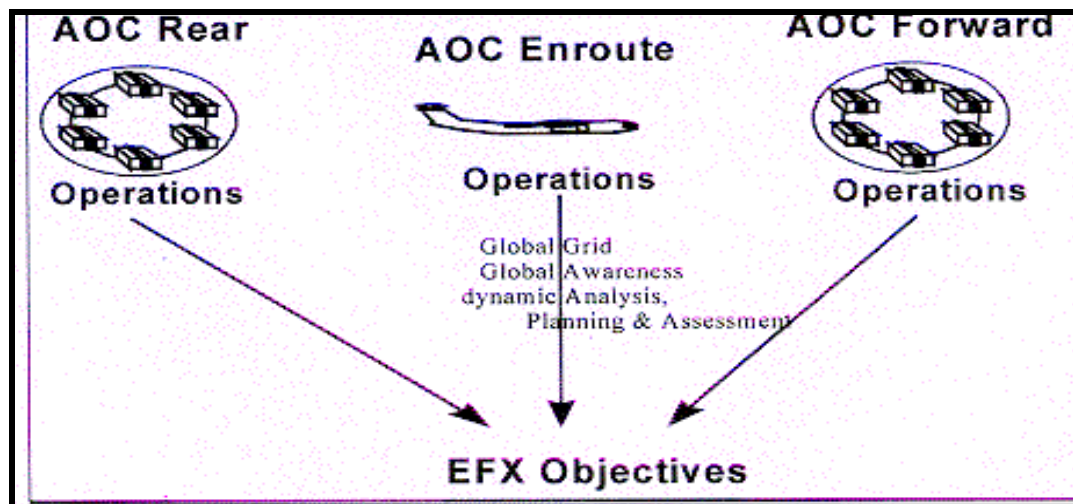 AOC Rear
AOC Enroute
AOC Forward
Operations
Operations
Operations
Global Grid
Global Awareness
dynamic Analysis,
Planning & Assessment
EFX Objectives